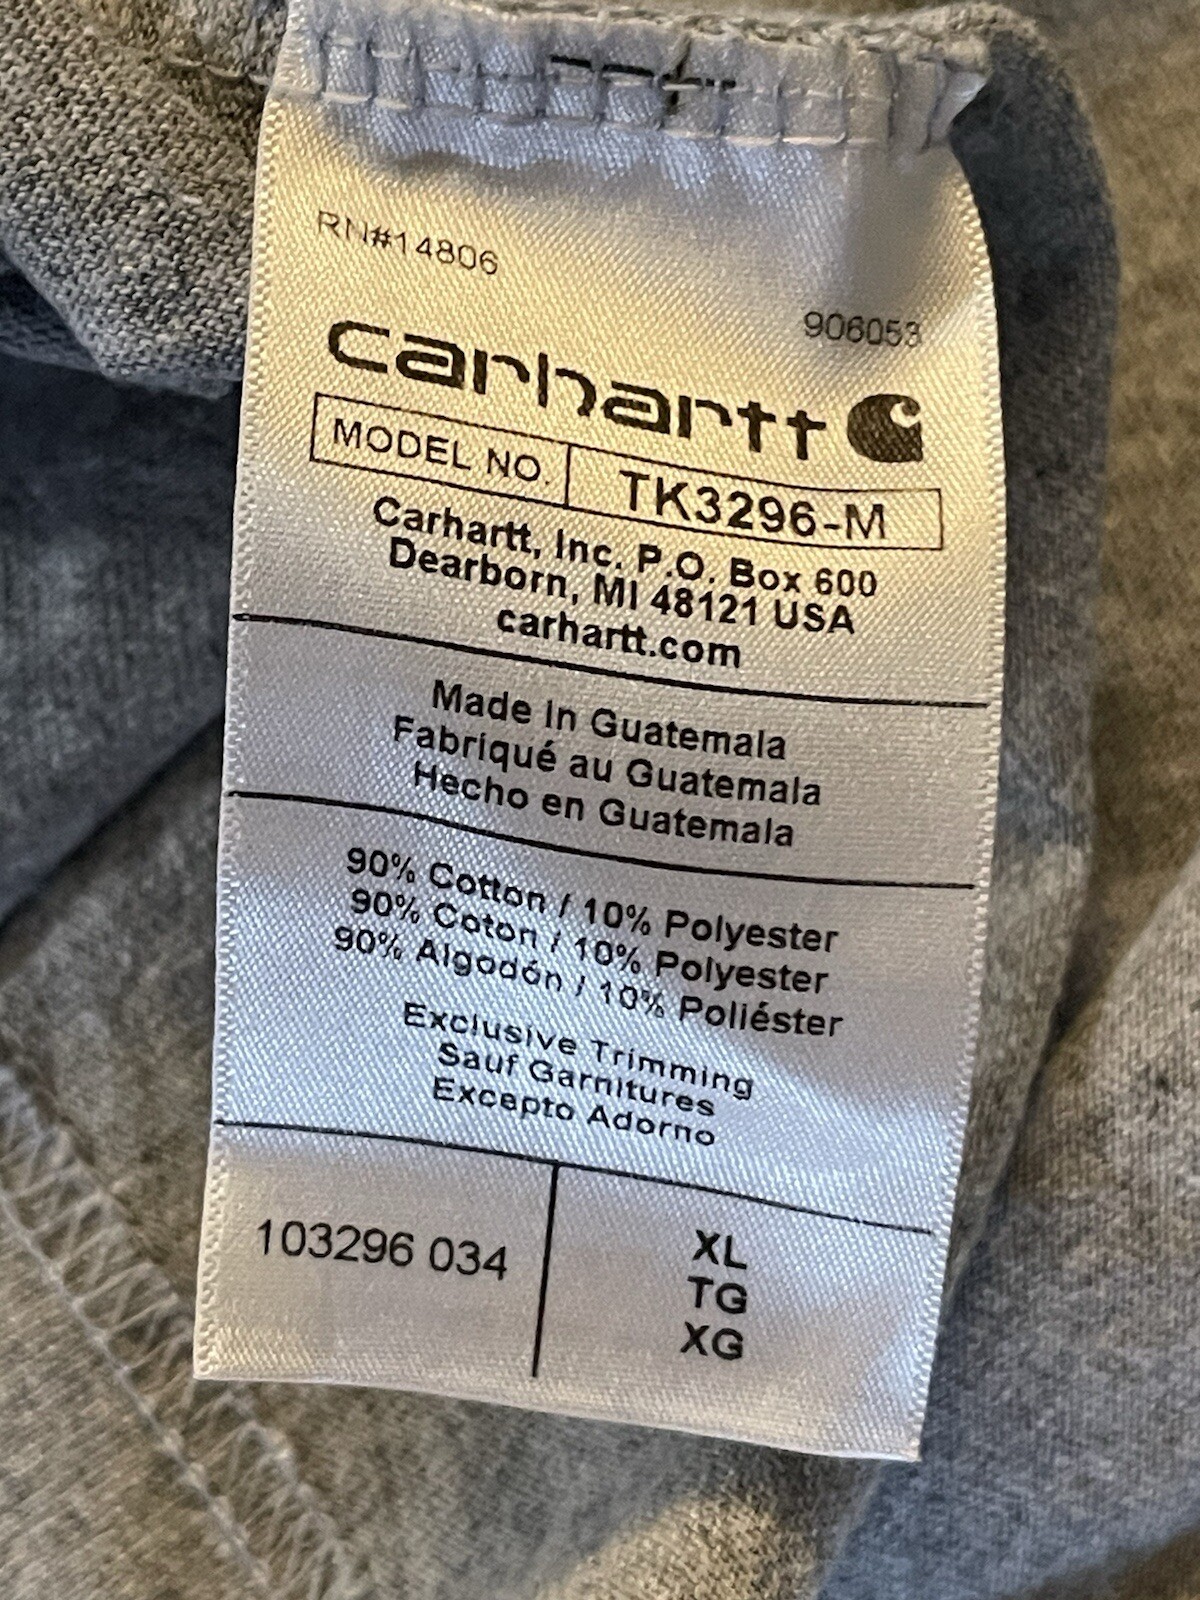 RN#14806
906053
carhartt
MODEL NO. TK3296-M
Carhartt, Inc. P.O. Box 600
Dearborn, MI 48121 USA
carhartt.com
Made In Guatemala
Fabriqué au Guatemala
Hecho en Guatemala
90% Cotton / 10% Polyester
90% Coton / 10% Polyester
90% Algodón / 10% Poliéster
Exclusive Trimming
Sauf Garnitures
Excepto Adorno
103296 034
XL
TG
XG